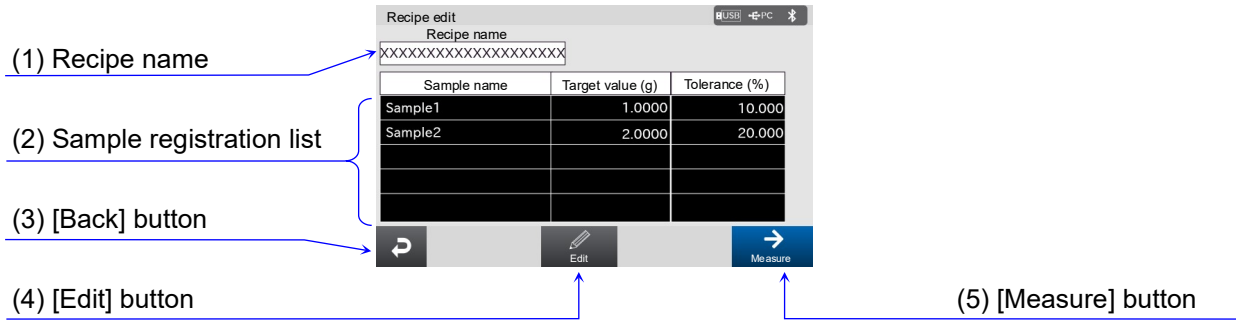 Recipe edit
USB PC
Recipe name
(1) Recipe name
XXXXXXXXXXXXXXXXXXXX
Sample name Target value (g) Tolerance (%)
Sample1 1.0000 10.000
Sample2 2.0000 20.000
(2) Sample registration list
(3) [Back] button
Edit
Measure
(4) [Edit] button
(5) [Measure] button